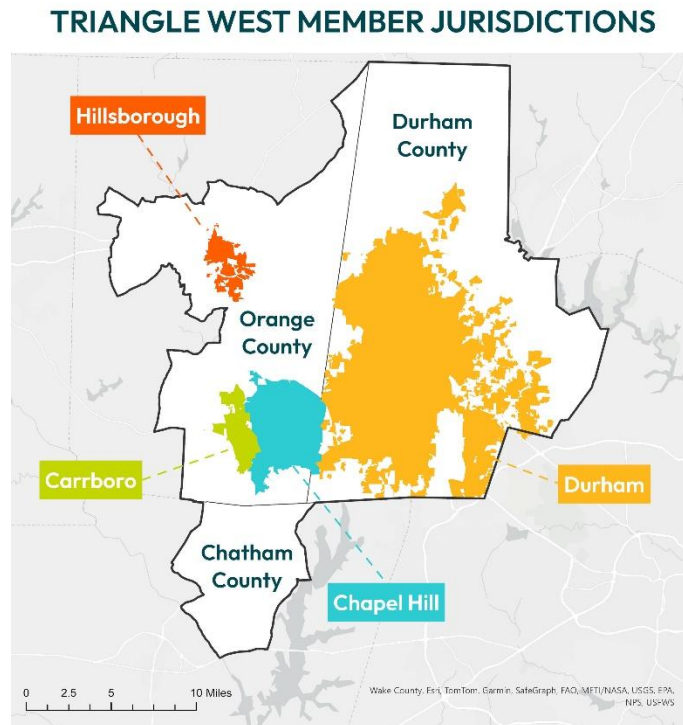 TRIANGLE WEST MEMBER JURISDICTIONS
Hillsborough
Durham
County
Orange
County
Carrboro
Durham
Chatham
County
Chapel Hill
0 2.5 5 10 Miles
Wake County, Esri, TomTom, Garmin, SafeGraph, FAO, METI/NASA, USGS, EPA,
NPS, USFWS